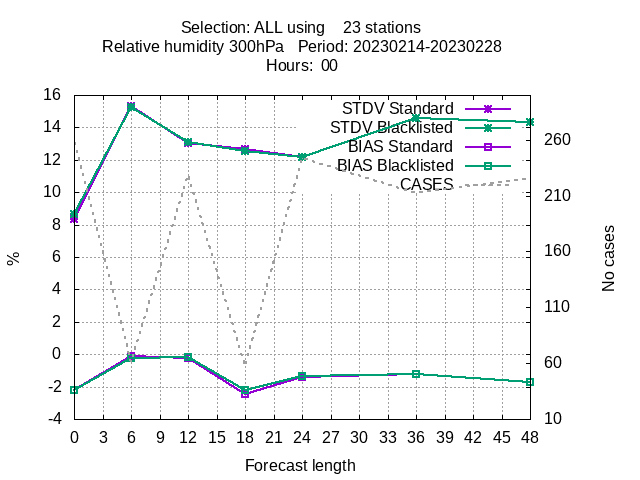 Selection: ALL using    23 stations
Relative humidity 300hPa   Period: 20230214-20230228
Hours:  00
16
14
12
10
8
6
4
2
0
-2
-4
%
STDV Standard
STDV Blacklisted
BIAS Standard
BIAS Blacklisted
CASES
260
210
160
110
60
10
No cases
0 3 6 9 12 15 18 21 24 27 30 33 36 39 42 45 48
Forecast length